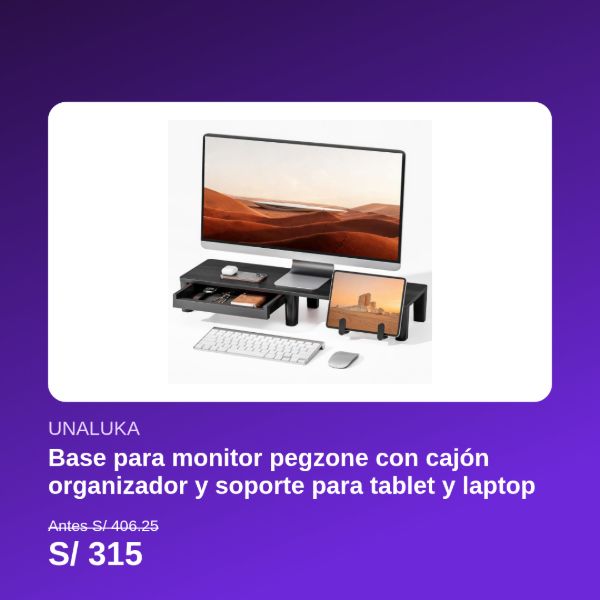 UNALUKA
Base para monitor pegzone con cajón
organizador y soporte para tablet y laptop
Antes S/ 406.25
S/ 315